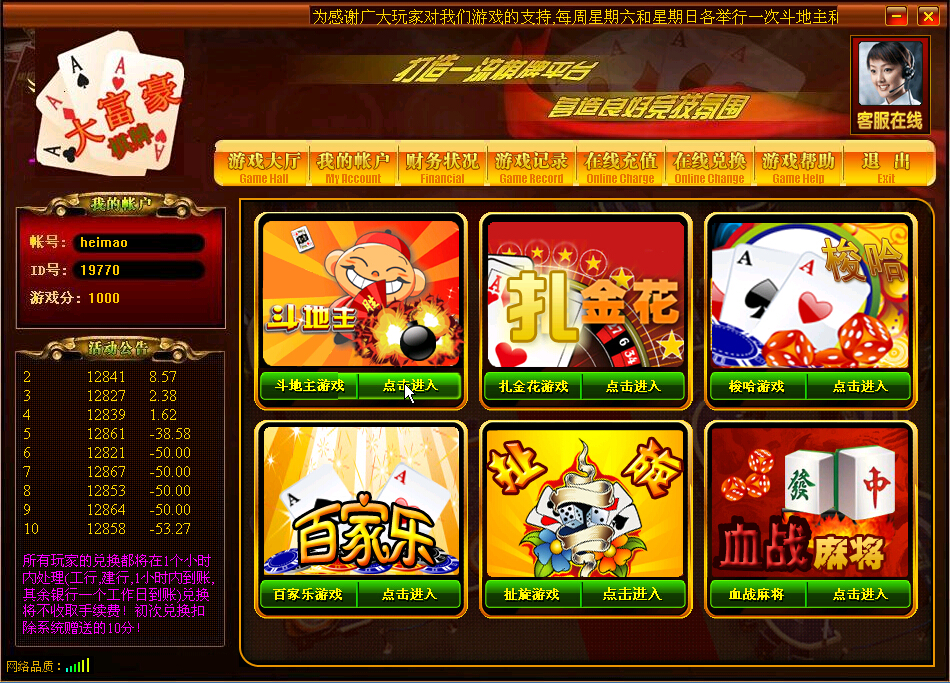 为感谢广大玩家对我们游戏的支持,每周星期六和星期日各举行一次斗地主和
大富豪
棋牌
打造一流棋牌平台
营造良好竞技氛围
客服在线
游戏大厅 我的帐户 财务状况 游戏记录 在线充值 在线兑换 游戏帮助 退 出
Game Hall My Account Financial Game Record Online Charge Online Change Game Help Exit
我的帐户
帐号: heimao
ID号: 19770
游戏分: 1000
活动公告
2 12841 8.57
3 12827 2.38
4 12839 1.62
5 12861 -38.58
6 12821 -50.00
7 12867 -50.00
8 12853 -50.00
9 12864 -50.00
10 12858 -53.27
所有玩家的兑换都将在1个小时
内处理(工行,建行,1小时内到账,
其余银行一个工作日到账)兑换
将不收取手续费! 初次兑换扣
除系统赠送的10分!
网络品质:
斗地主
胜
斗地主游戏 点击进入
扎金花
扎金花游戏 点击进入
梭哈
梭哈游戏 点击进入
百家乐
百家乐游戏 点击进入
扯旋
扯旋游戏 点击进入
發 中
血战麻将
血战麻将 点击进入